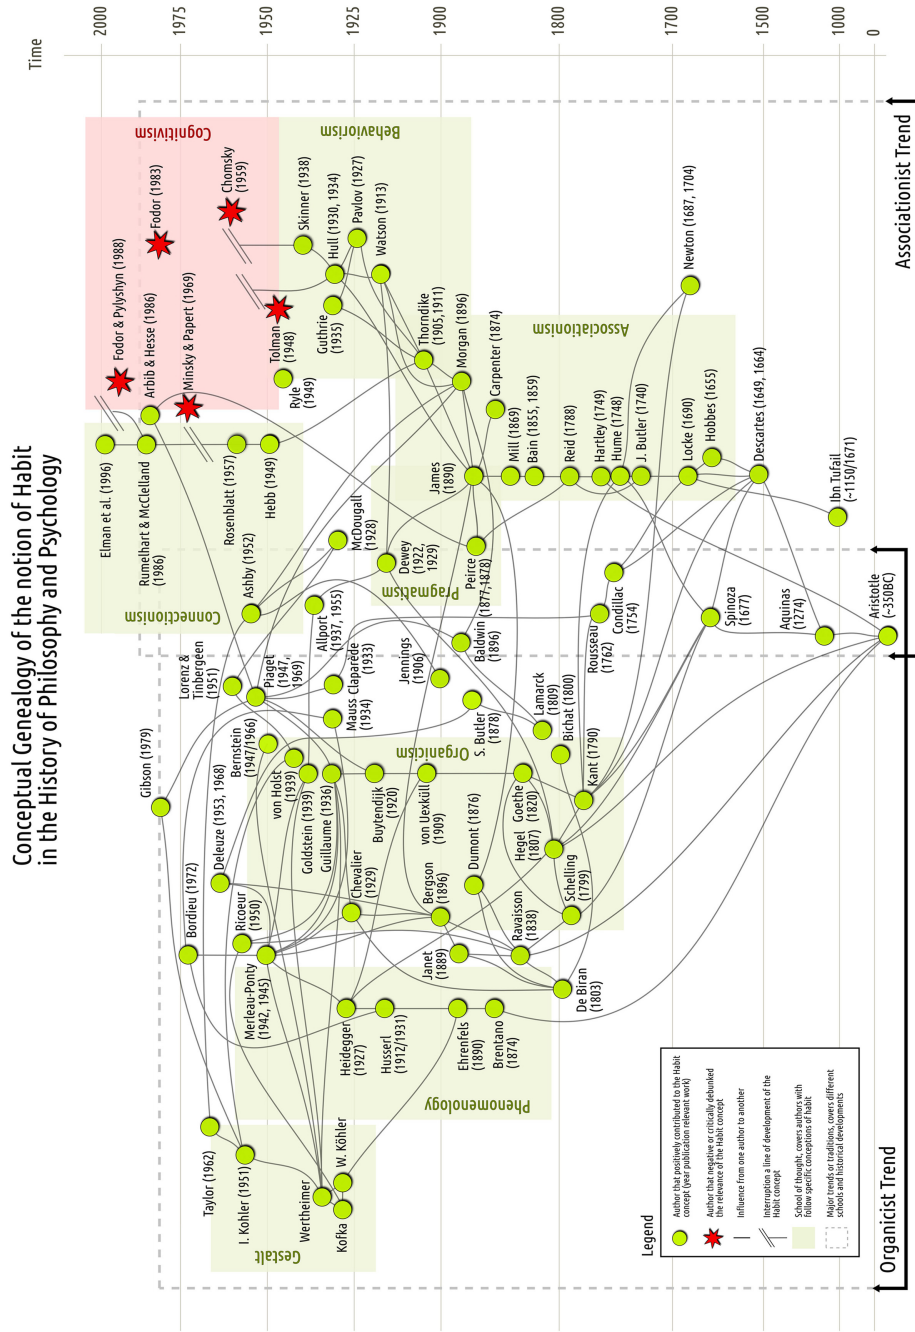 Conceptual Genealogy of the notion of Habit
in the History of Philosophy and Psychology
Time
2000
1975
1950
1925
1900
1800
1700
1500
0
Cognitivism
Fodor & Pylyshyn (1988)
Fodor (1983)
Chomsky
(1959)
Arbib & Hesse (1986)
Minsky & Papert (1969)
Tolman
(1948)
Behaviorism
Skinner (1938)
Hull (1930, 1934)
Pavlov (1927)
Watson (1913)
Guthrie
(1935)
Ryle
(1949)
Thorndike
(1905,1911)
Morgan (1896)
Carpenter (1874)
Associationism
Newton (1687, 1704)
James
(1890)
Mill (1869)
Bain (1855, 1859)
Reid (1788)
Hartley (1749)
Hume (1748)
J. Butler (1740)
Locke (1690)
Hobbes (1655)
Descartes (1649, 1664)
Ibn Tufail
(~1150/1671)
Connectionism
Elman et al. (1996)
Rumelhart & McClelland
(1986)
Rosenblatt (1957)
Hebb (1949)
Ashby (1952)
McDougall
(1928)
Pragmatism
Dewey
(1922,
1929)
Peirce
(1877,1878)
Allport
(1937, 1955)
Baldwin
(1896)
Rousseau
(1762)
Condillac
(1754)
Spinoza
(1677)
Aquinas
(1274)
Aristotle
(~350BC)
Lorenz &
Tinbergeen
(1951)
Piaget
(1947,
1969)
Claparède
(1933)
Mauss
(1934)
Jennings
(1906)
S. Butler
(1878)
Lamarck
(1809)
Bichat (1800)
Gibson (1979)
Organicism
Bernstein
(1947/1966)
von Holst
(1939)
Goldstein (1939)
Guillaume (1936)
Buytendijk
(1920)
von Uexküll
(1909)
Goethe
(1820)
Kant (1790)
Hegel
(1807)
Schelling
(1799)
Deleuze (1953, 1968)
Bordieu (1972)
Ricoeur
(1950)
Merleau-Ponty
(1942, 1945)
Chevalier
(1929)
Bergson
(1896)
Dumont (1876)
Janet
(1889)
Ravaisson
(1838)
De Biran
(1803)
Phenomenology
Heidegger
(1927)
Husserl
(1912/1931)
Ehrenfels
(1890)
Brentano
(1874)
Gestalt
Taylor (1962)
I. Kohler (1951)
Wertheimer
W. Köhler
Kofka
Legend
Author that positively contributed to the Habit
concept (year publication relevant work)
Author that negative or critically debunked
the relevance of the Habit concept
Influence from one author to another
Interruption a line of development of the
Habit concept
School of thought, covers authors with
follow specific conceptions of habit
Major trends or traditions, covers different
schools and historical developments
Organicist Trend
Associationist Trend